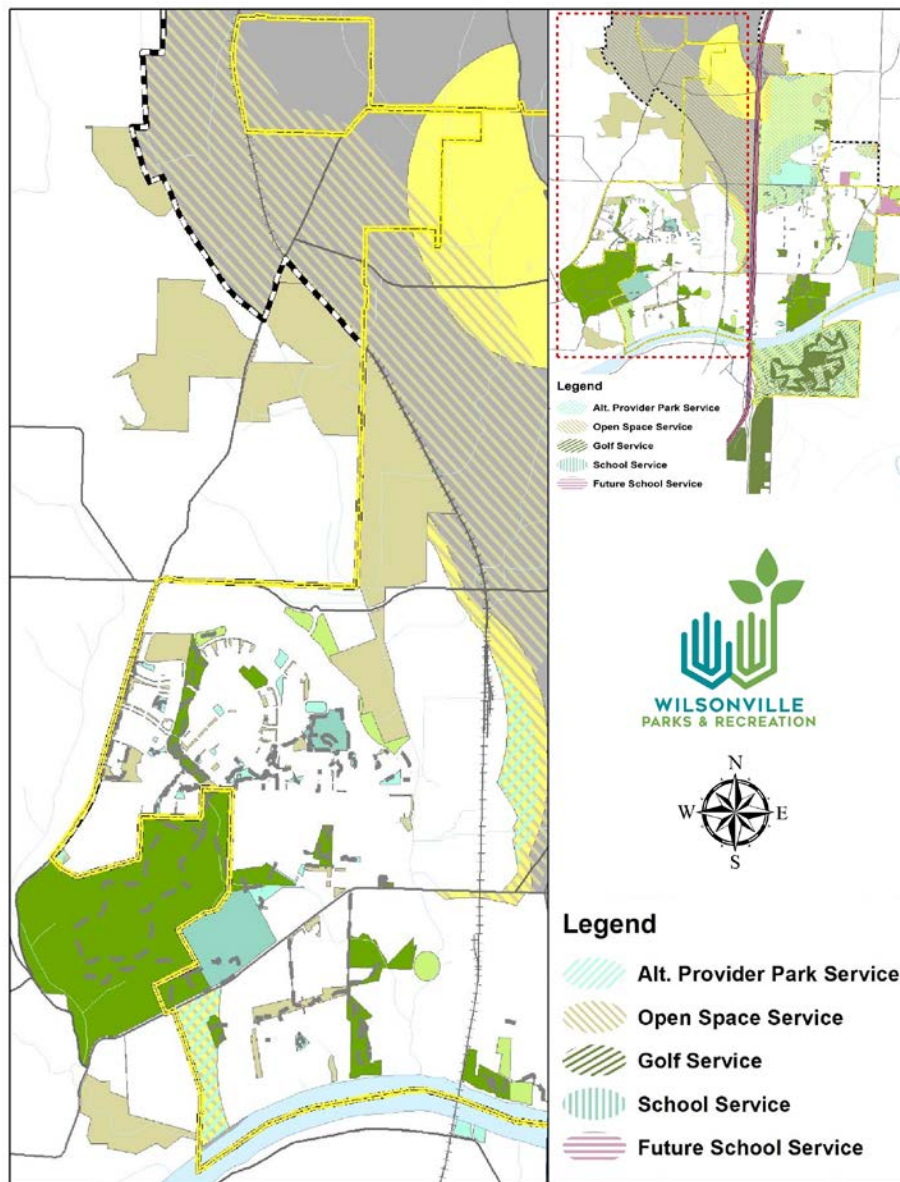 Legend
Alt. Provider Park Service
Open Space Service
Golf Service
School Service
Future School Service
WILSONVILLE
PARKS & RECREATION
N
W E
S
Legend
Alt. Provider Park Service
Open Space Service
Golf Service
School Service
Future School Service